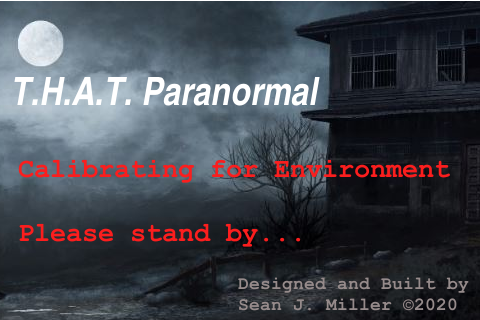 T.H.A.T. Paranormal
Calibrating for Environment
Please stand by...
Designed and Built by
Sean J. Miller ©2020